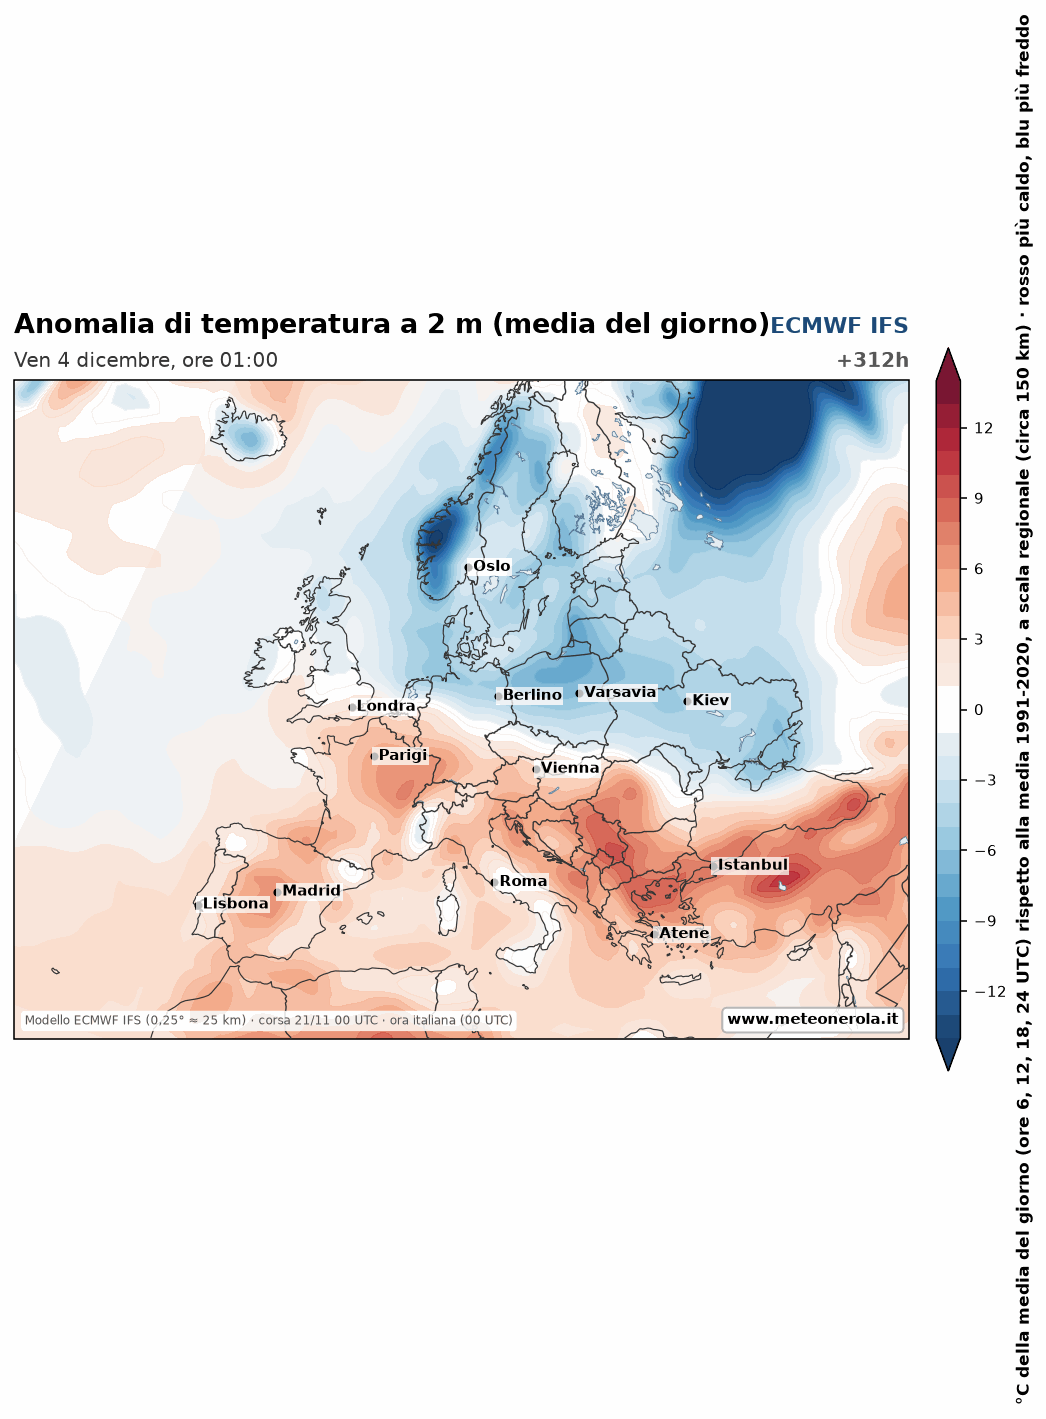 Anomalia di temperatura a 2 m (media del giorno)
ECMWF IFS
Ven 4 dicembre, ore 01:00
+312h
Oslo
Berlino
Varsavia
Kiev
Londra
Parigi
Vienna
Istanbul
Roma
Madrid
Lisbona
Atene
Modello ECMWF IFS (0,25° ≈ 25 km) · corsa 21/11 00 UTC · ora italiana (00 UTC)
www.meteonerola.it
12
9
6
3
0
−3
−6
−9
−12
°C della media del giorno (ore 6, 12, 18, 24 UTC) rispetto alla media 1991-2020, a scala regionale (circa 150 km) · rosso più caldo, blu più freddo